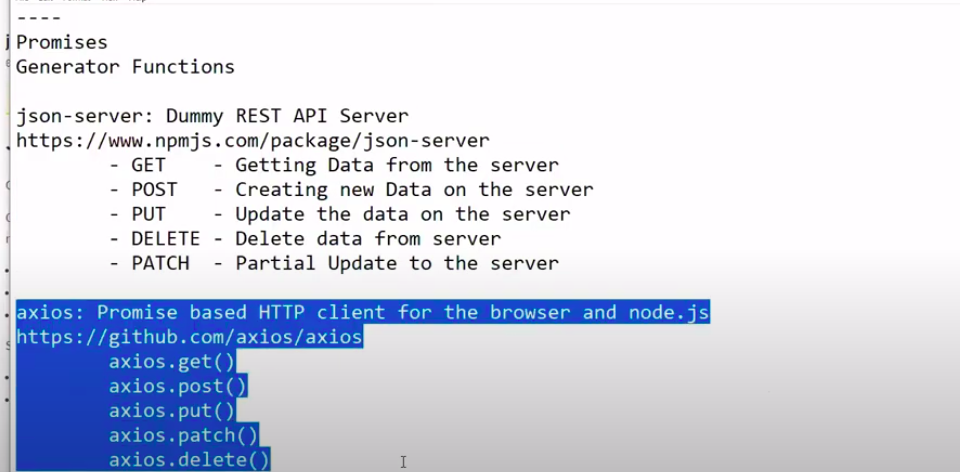 ----
Promises
Generator Functions
json-server: Dummy REST API Server
https://www.npmjs.com/package/json-server
- GET - Getting Data from the server
- POST - Creating new Data on the server
- PUT - Update the data on the server
- DELETE - Delete data from server
- PATCH - Partial Update to the server
axios: Promise based HTTP client for the browser and node.js
https://github.com/axios/axios
axios.get()
axios.post()
axios.put()
axios.patch()
axios.delete()